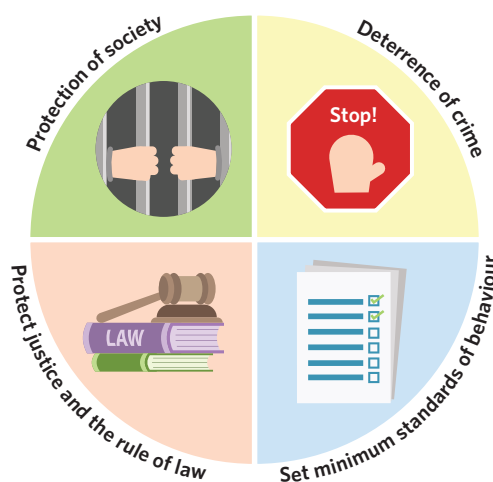 Protection of society
Deterrence of crime
Stop!
Protect justice and the rule of law
LAW
Set minimum standards of behaviour